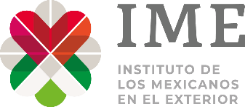 IME
INSTITUTO DE
LOS MEXICANOS
EN EL EXTERIOR